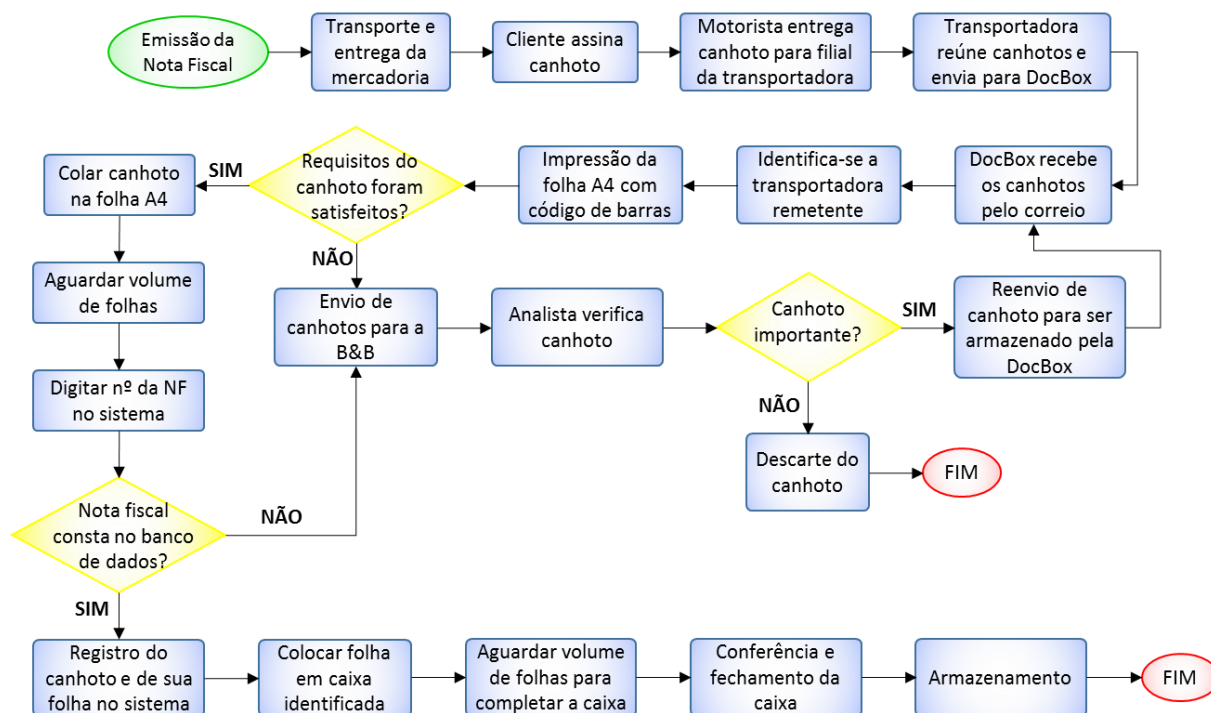 Emissão da
Nota Fiscal
Transporte e
entrega da
mercadoria
Cliente assina
canhoto
Motorista entrega
canhoto para filial
da transportadora
Transportadora
reúne canhotos e
envia para DocBox
DocBox recebe
os canhotos
pelo correio
Identifica-se a
transportadora
remetente
Impressão da
folha A4 com
código de barras
Requisitos do
canhoto foram
satisfeitos?
SIM
Colar canhoto
na folha A4
NÃO
Aguardar volume
de folhas
Envio de
canhotos para a
B&B
Analista verifica
canhoto
Canhoto
importante?
SIM
Reenvio de
canhoto para ser
armazenado pela
DocBox
NÃO
Descarte do
canhoto
FIM
Digitar nº da NF
no sistema
Nota fiscal
consta no banco
de dados?
NÃO
SIM
Registro do
canhoto e de sua
folha no sistema
Colocar folha
em caixa
identificada
Aguardar volume
de folhas para
completar a caixa
Conferência e
fechamento da
caixa
Armazenamento
FIM